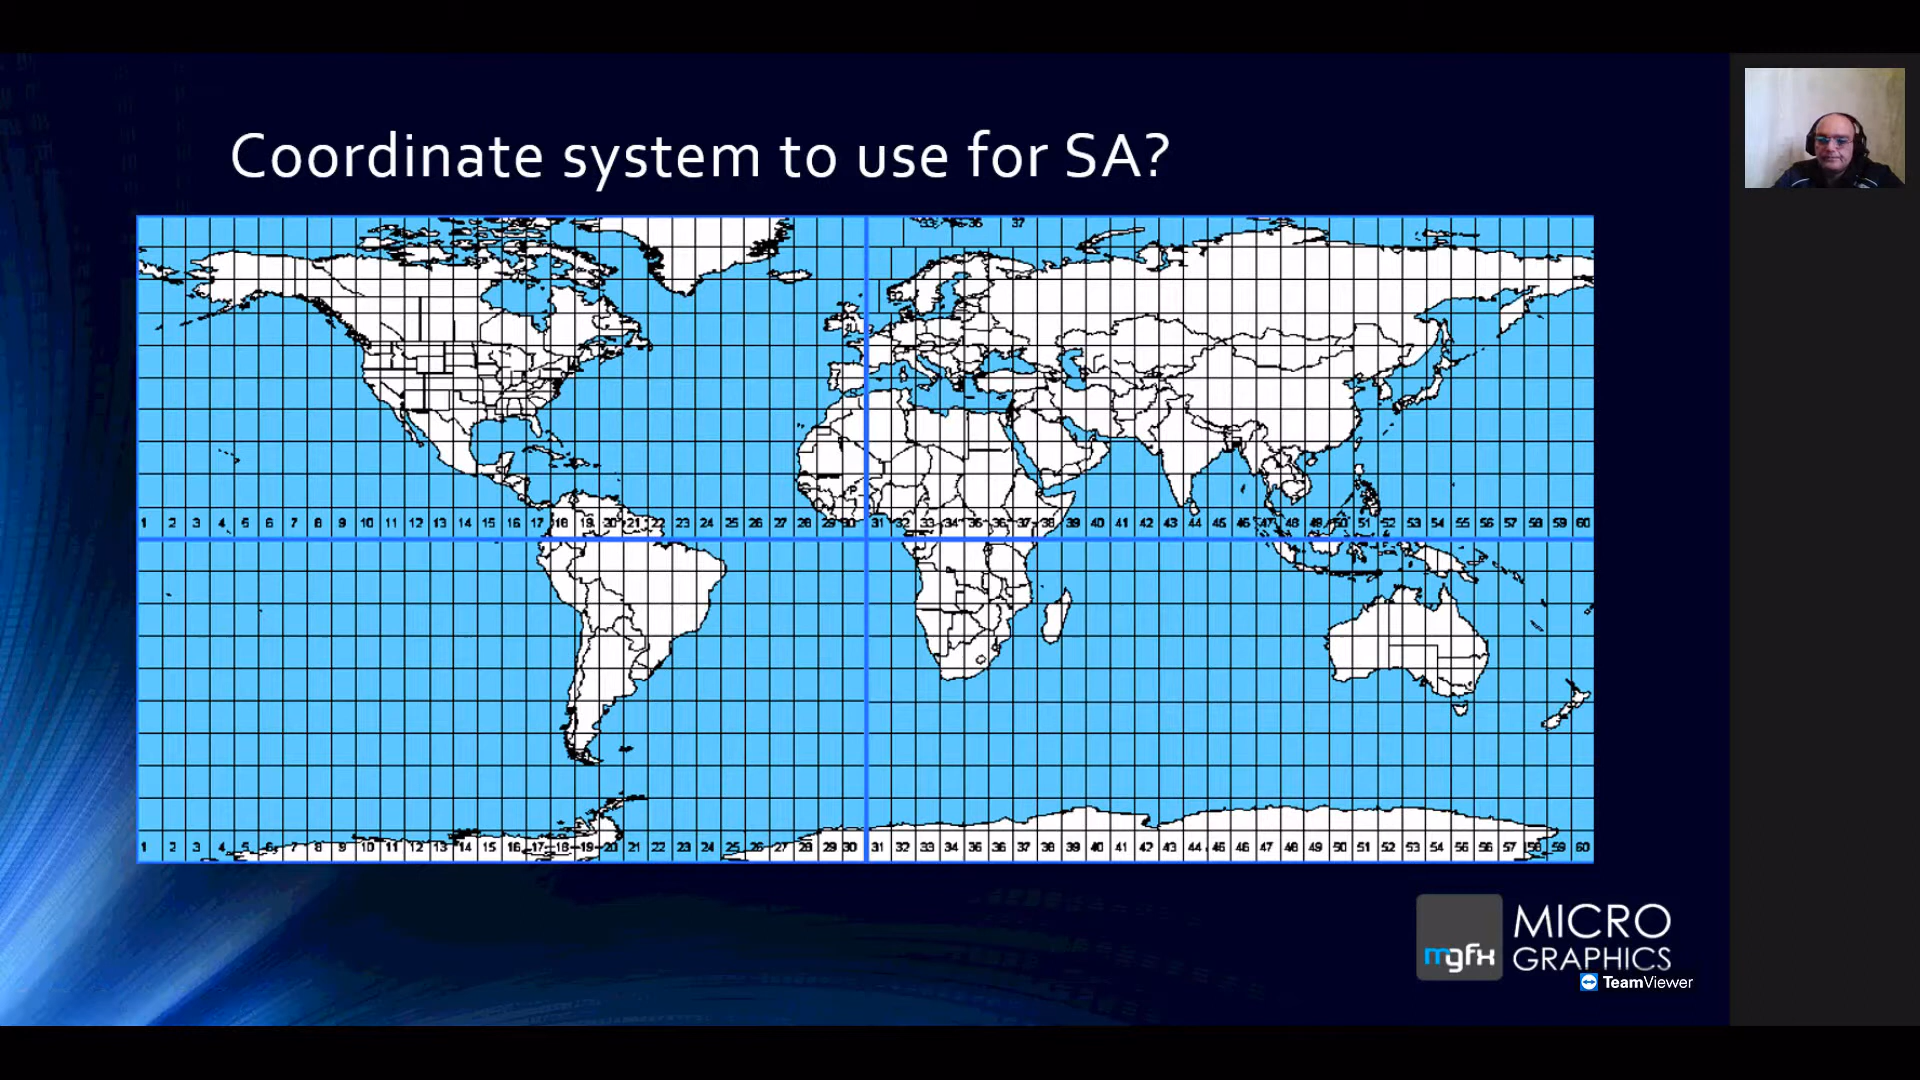 Coordinate system to use for SA?
37
1 2 3 4 5 6 7 8 9 10 11 12 13 14 15 16 17 18 19 20 21 22 23 24 25 26 27 28 29 30 31 32 33 34 35 36 37 38 39 40 41 42 43 44 45 46 47 48 49 50 51 52 53 54 55 56 57 58 59 60
1 2 3 4 5 6 7 8 9 10 11 12 13 14 15 16 17 18 19 20 21 22 23 24 25 26 27 28 29 30 31 32 33 34 35 36 37 38 39 40 41 42 43 44 45 46 47 48 49 50 51 52 53 54 55 56 57 58 59 60
mgfx MICRO
GRAPHICS
TeamViewer